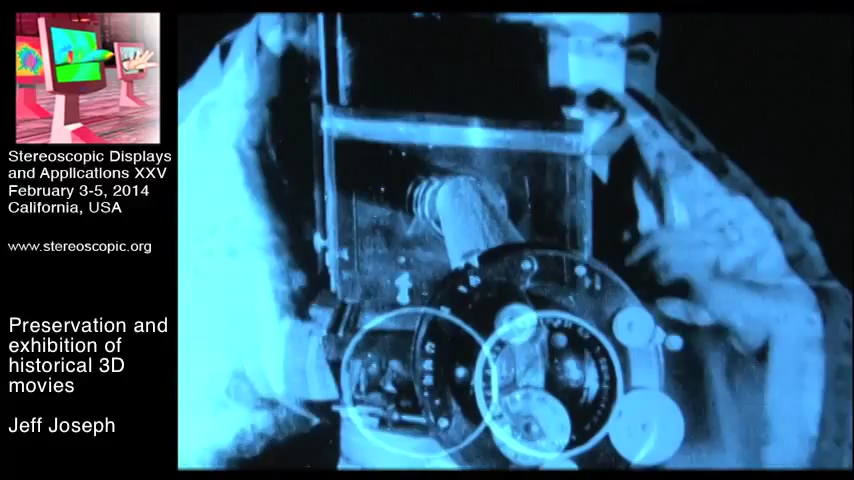 Stereoscopic Displays
and Applications XXV
February 3-5, 2014
California, USA
www.stereoscopic.org
Preservation and
exhibition of
historical 3D
movies
Jeff Joseph